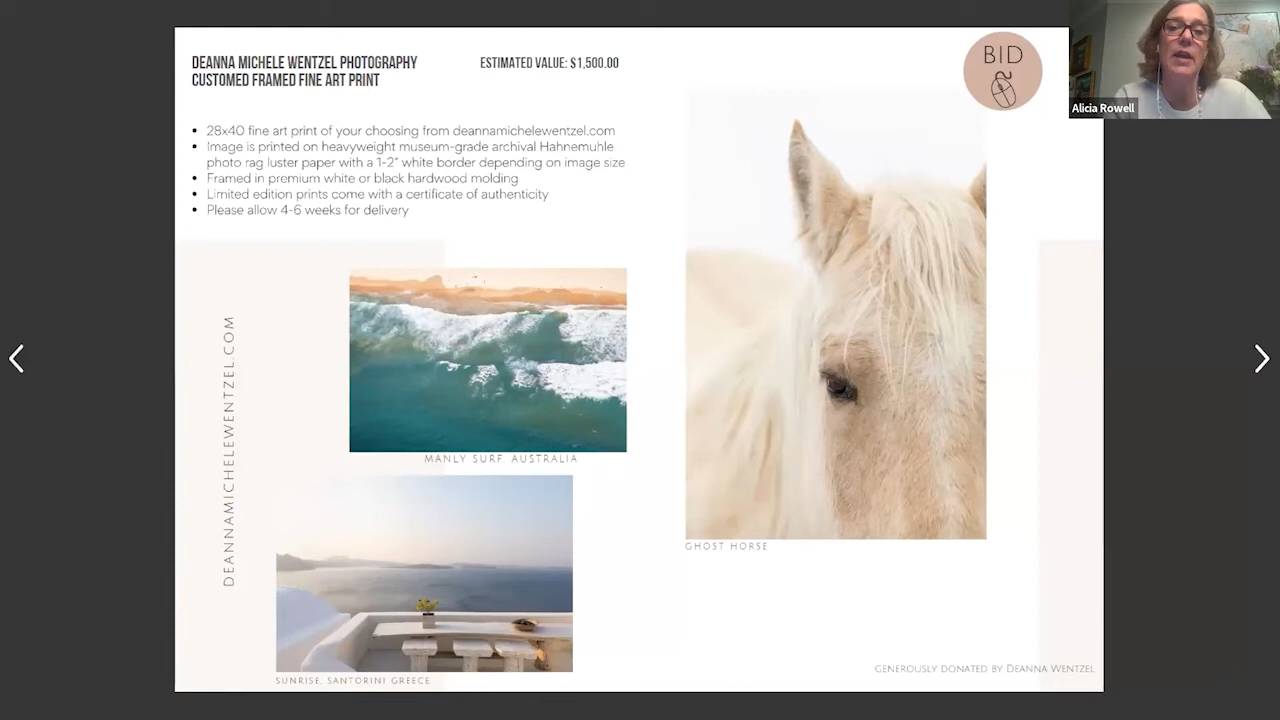 DEANNA MICHELE WENTZEL PHOTOGRAPHY
CUSTOMED FRAMED FINE ART PRINT
ESTIMATED VALUE: $1,500.00
BID
Alicia Rowell
• 28x40 fine art print of your choosing from deannamichelewentzel.com
• Image is printed on heavyweight museum-grade archival Hahnemuhle
photo rag luster paper with a 1-2" white border depending on image size
• Framed in premium white or black hardwood molding
• Limited edition prints come with a certificate of authenticity
• Please allow 4-6 weeks for delivery
DEANNAMICHELEWENTZEL.COM
MANLY SURF, AUSTRALIA
GHOST HORSE
SUNRISE, SANTORINI GREECE
GENEROUSLY DONATED BY DEANNA WENTZEL